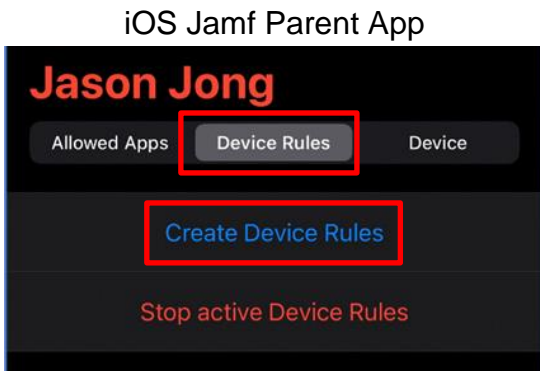 iOS Jamf Parent App
Jason Jong
Allowed Apps Device Rules Device
Create Device Rules
Stop active Device Rules